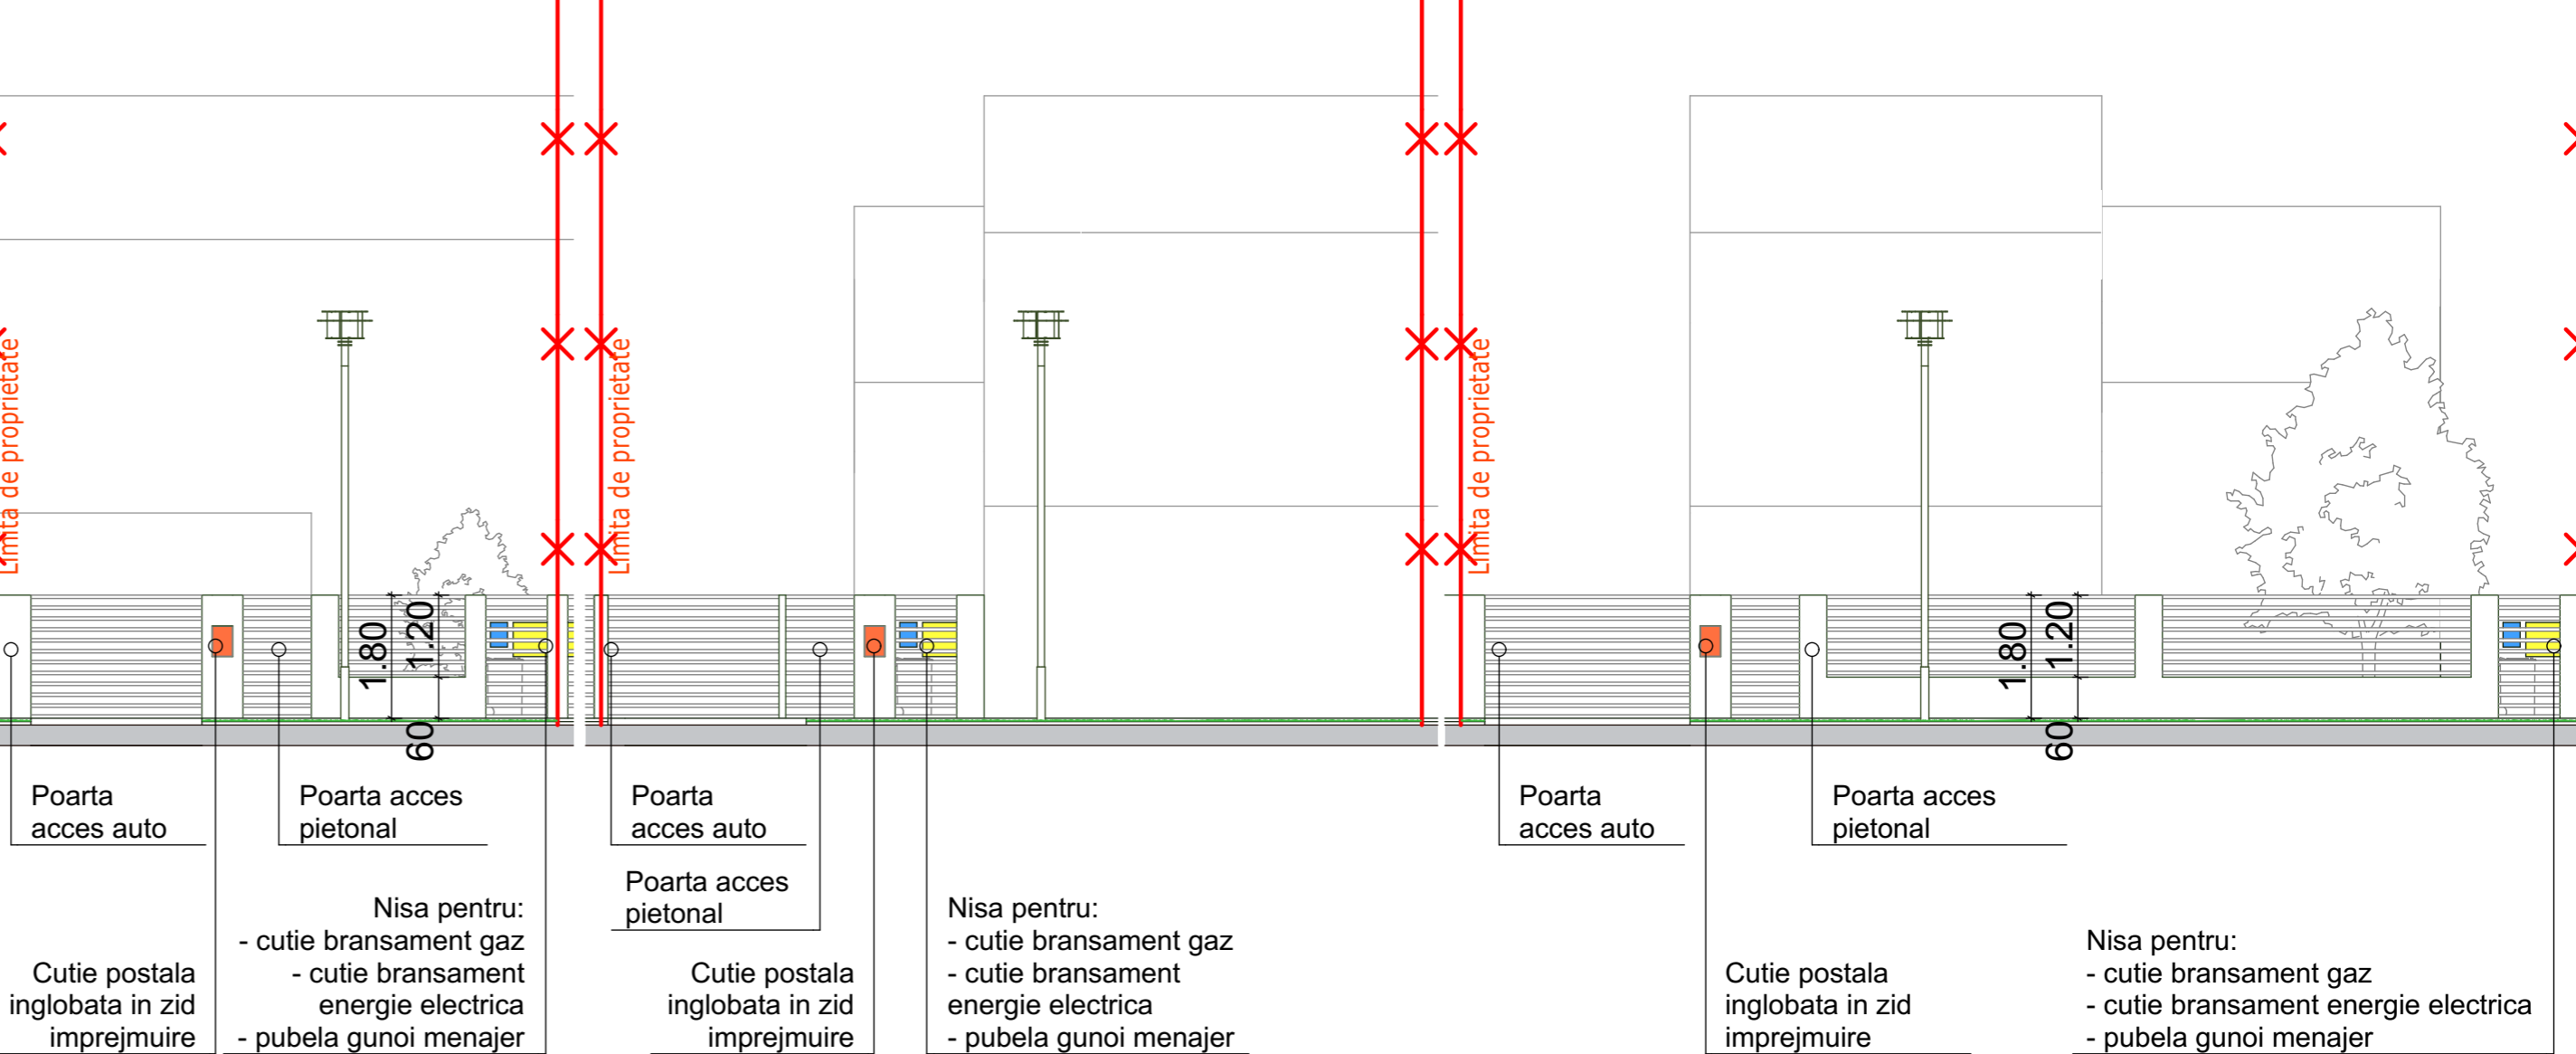 Limita de proprietate
Limita de proprietate
Limita de proprietate
1.80
1.20
60
1.80
1.20
60
Poarta
acces auto
Poarta acces
pietonal
Poarta
acces auto
Poarta acces
pietonal
Poarta
acces auto
Poarta acces
pietonal
Cutie postala
inglobata in zid
imprejmuire
Nisa pentru:
- cutie bransament gaz
- cutie bransament
energie electrica
- pubela gunoi menajer
Cutie postala
inglobata in zid
imprejmuire
Nisa pentru:
- cutie bransament gaz
- cutie bransament
energie electrica
- pubela gunoi menajer
Cutie postala
inglobata in zid
imprejmuire
Nisa pentru:
- cutie bransament gaz
- cutie bransament energie electrica
- pubela gunoi menajer